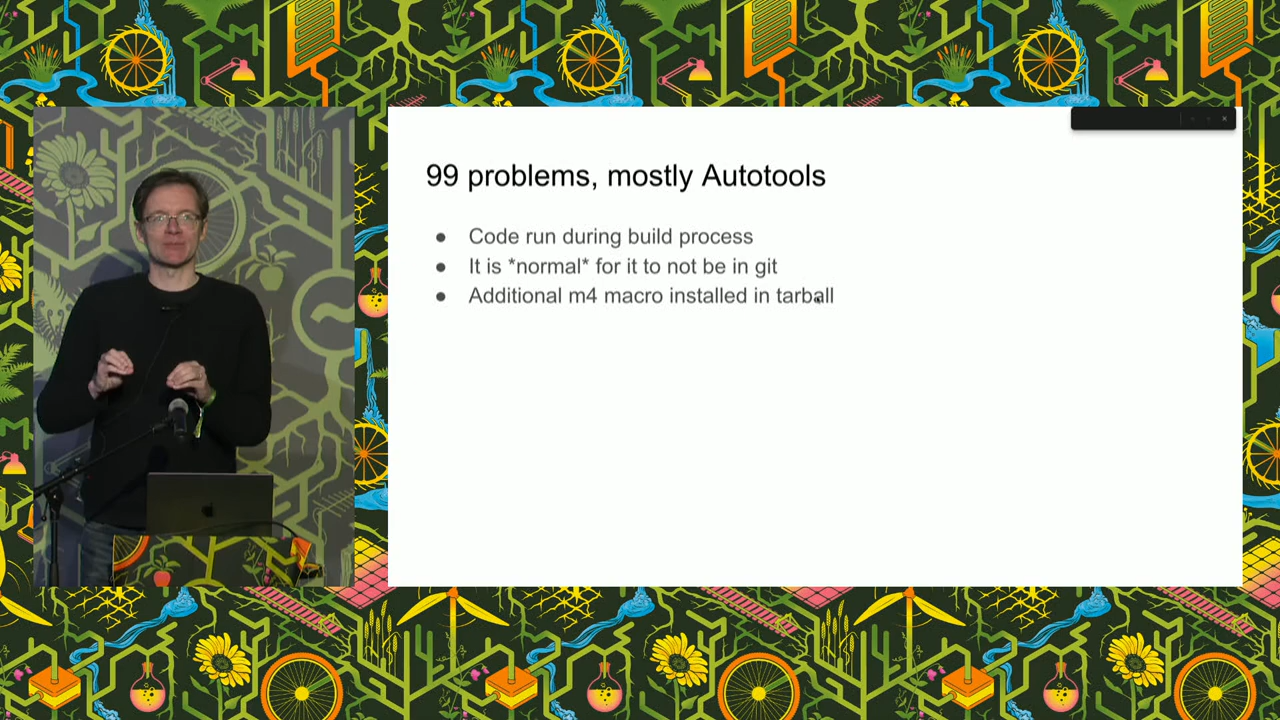 99 problems, mostly Autotools
● Code run during build process
● It is *normal* for it to not be in git
● Additional m4 macro installed in tarball